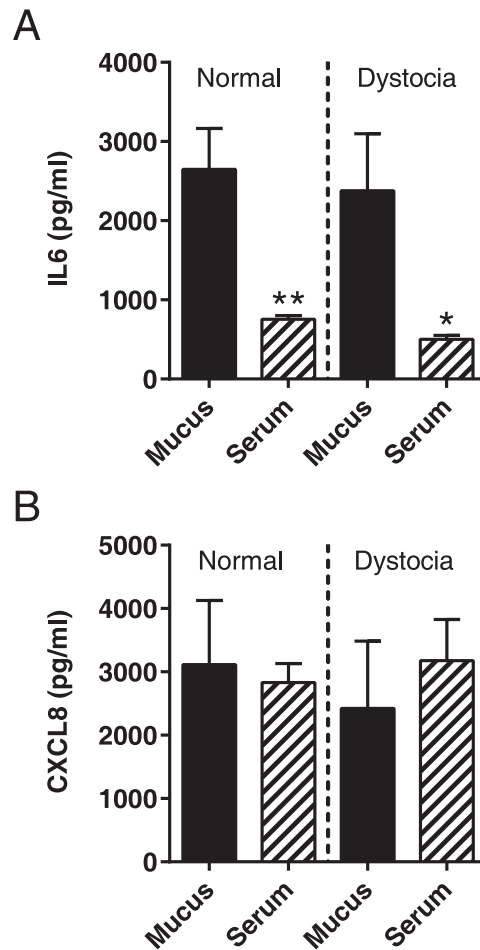 A
4000
Normal
Dystocia
3000
2000
1000
0
IL6 (pg/ml)
**
*
Mucus
Serum
Mucus
Serum
B
5000
Normal
Dystocia
4000
3000
2000
1000
0
CXCL8 (pg/ml)
Mucus
Serum
Mucus
Serum